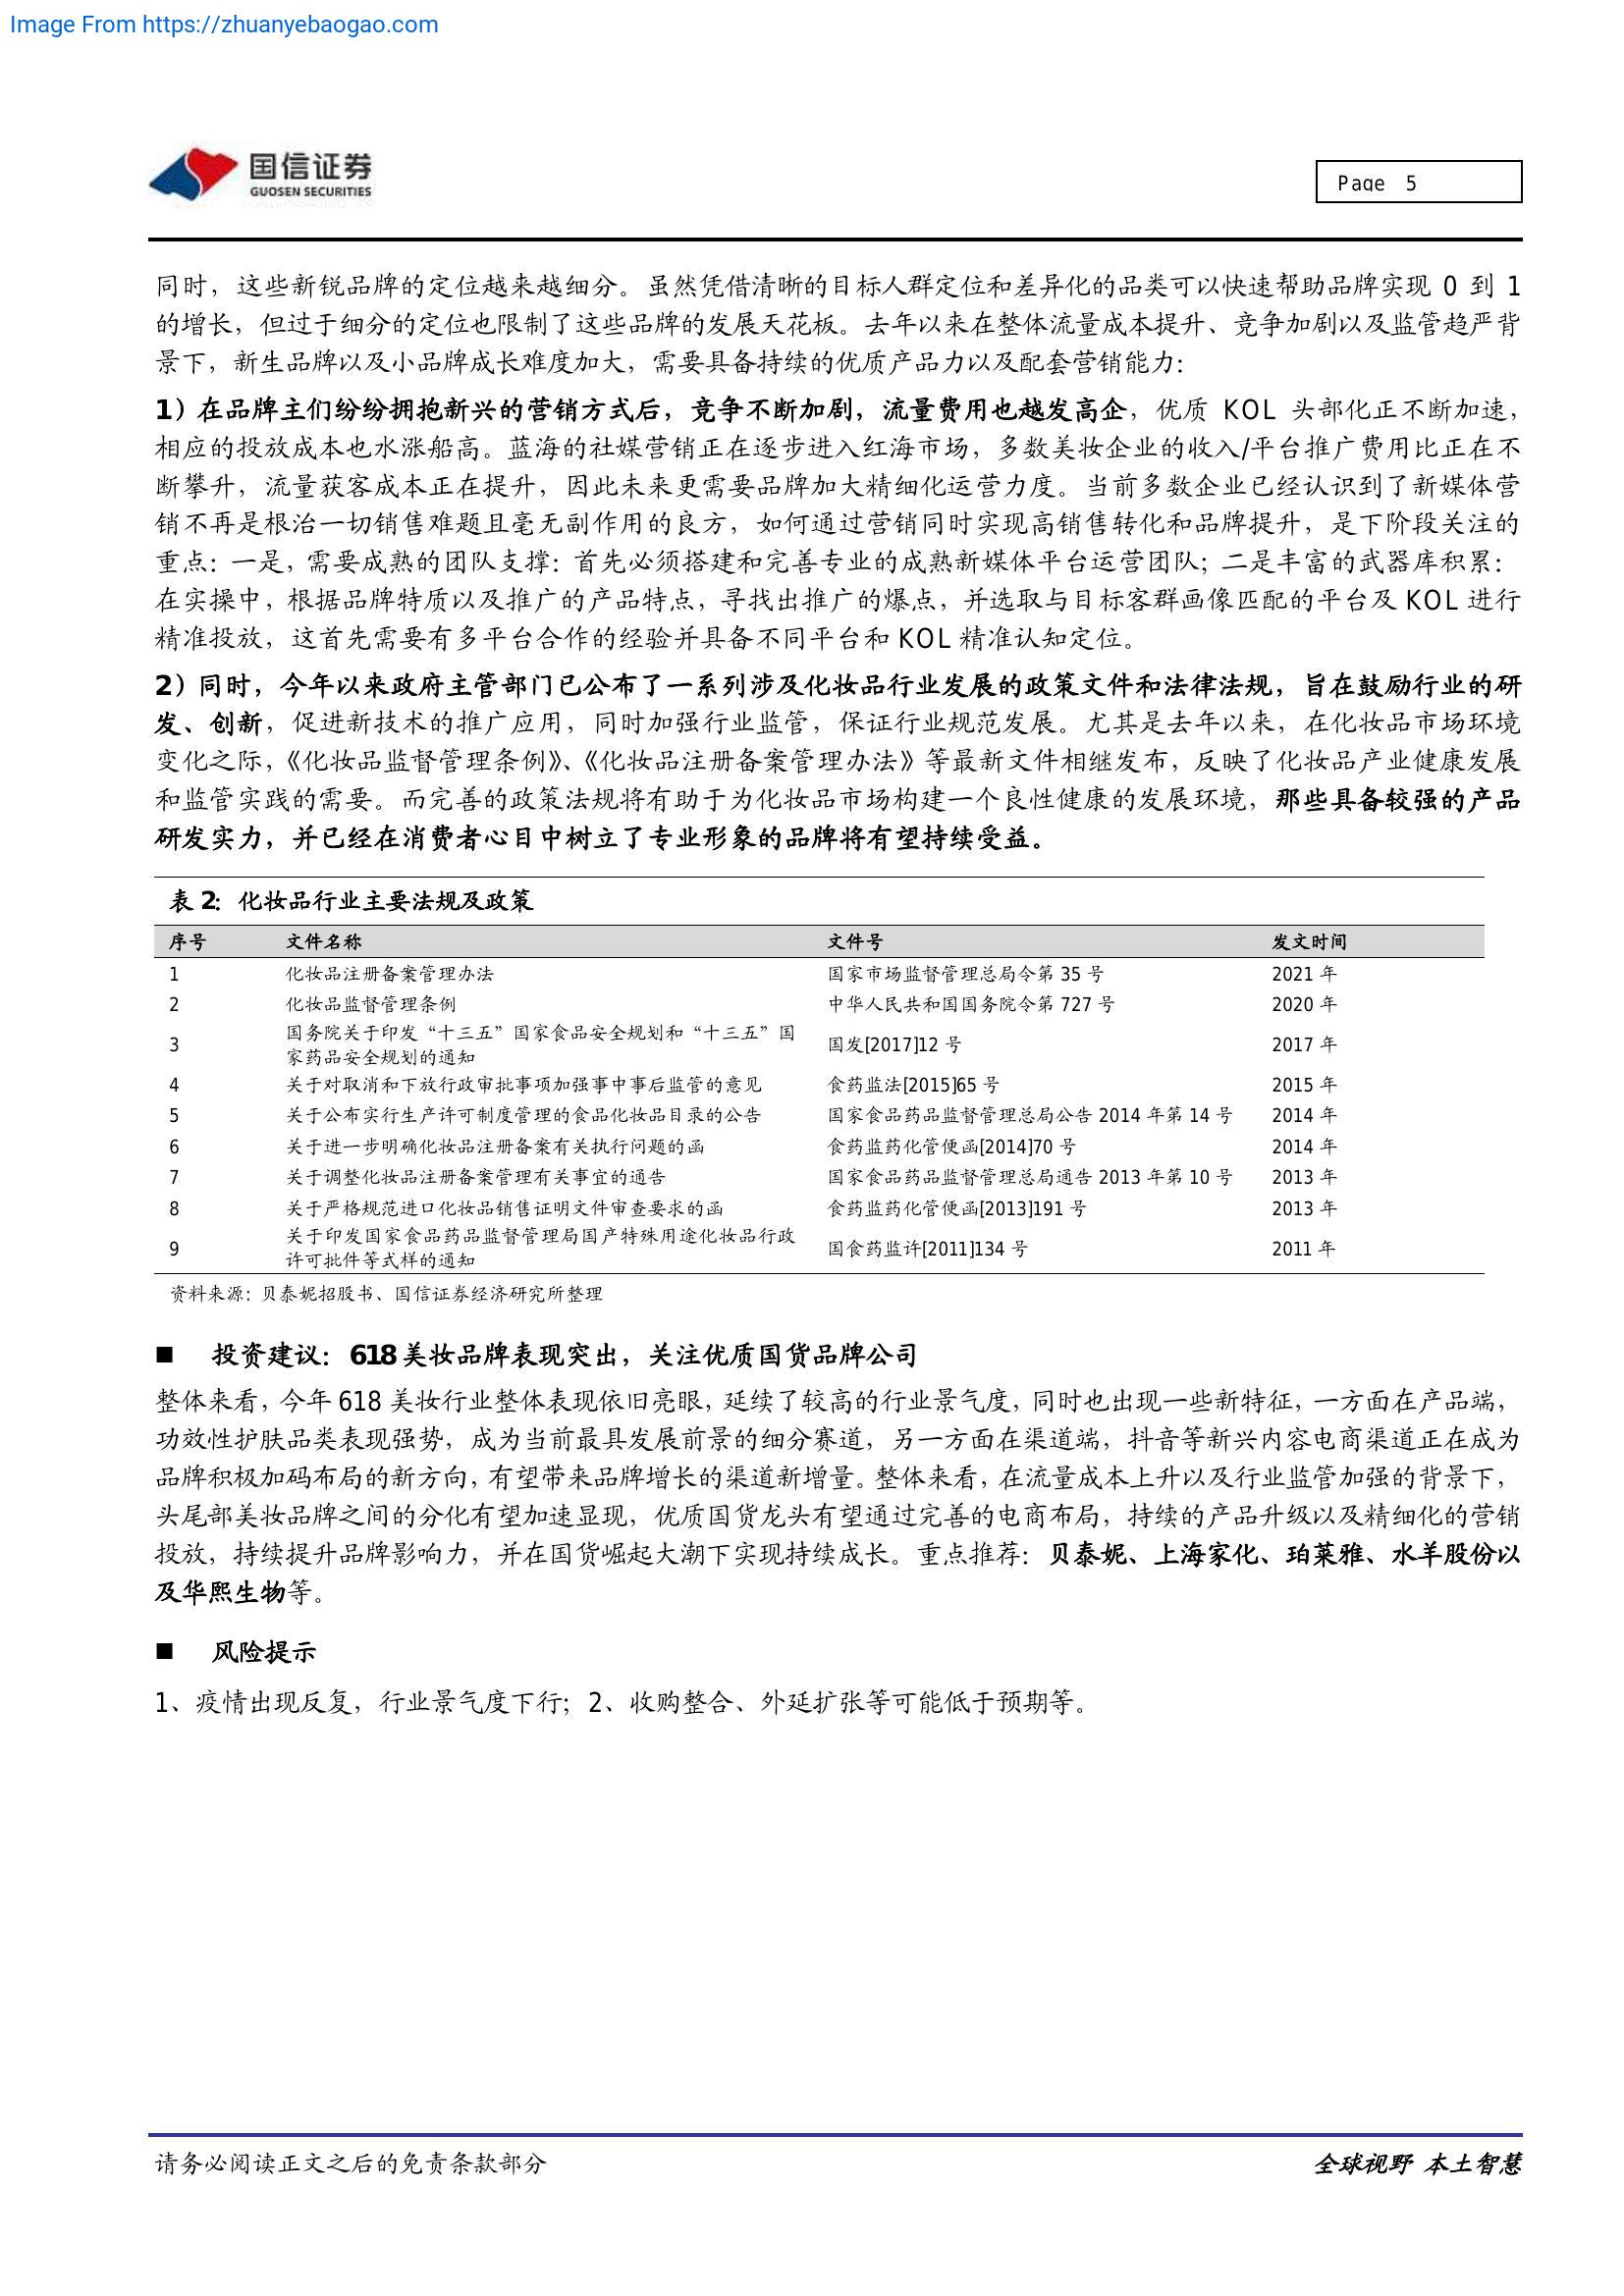 Image From https://zhuanyebaogao.com
国信证券
GUOSEN SECURITIES
Page 5
同时，这些新锐品牌的定位越来越细分。虽然凭借清晰的目标人群定位和差异化的品类可以快速帮助品牌实现 0 到 1
的增长，但过于细分的定位也限制了这些品牌的发展天花板。去年以来在整体流量成本提升、竞争加剧以及监管趋严背
景下，新生品牌以及小品牌成长难度加大，需要具备持续的优质产品力以及配套营销能力：
1）在品牌主们纷纷拥抱新兴的营销方式后，竞争不断加剧，流量费用也越发高企，优质 KOL 头部化正不断加速，
相应的投放成本也水涨船高。蓝海的社媒营销正在逐步进入红海市场，多数美妆企业的收入/平台推广费用比正在不
断攀升，流量获客成本正在提升，因此未来更需要品牌加大精细化运营力度。当前多数企业已经认识到了新媒体营
销不再是根治一切销售难题且毫无副作用的良方，如何通过营销同时实现高销售转化和品牌提升，是下阶段关注的
重点：一是，需要成熟的团队支撑：首先必须搭建和完善专业的成熟新媒体平台运营团队；二是丰富的武器库积累：
在实操中，根据品牌特质以及推广的产品特点，寻找出推广的爆点，并选取与目标客群画像匹配的平台及 KOL 进行
精准投放，这首先需要有多平台合作的经验并具备不同平台和 KOL 精准认知定位。
2）同时，今年以来政府主管部门已公布了一系列涉及化妆品行业发展的政策文件和法律法规，旨在鼓励行业的研
发、创新，促进新技术的推广应用，同时加强行业监管，保证行业规范发展。尤其是去年以来，在化妆品市场环境
变化之际，《化妆品监督管理条例》、《化妆品注册备案管理办法》等最新文件相继发布，反映了化妆品产业健康发展
和监管实践的需要。而完善的政策法规将有助于为化妆品市场构建一个良性健康的发展环境，那些具备较强的产品
研发实力，并已经在消费者心目中树立了专业形象的品牌将有望持续受益。
表 2：化妆品行业主要法规及政策
序号 文件名称 文件号 发文时间
1 化妆品注册备案管理办法 国家市场监督管理总局令第 35 号 2021 年
2 化妆品监督管理条例 中华人民共和国国务院令第 727 号 2020 年
3 国务院关于印发“十三五”国家食品安全规划和“十三五”国
家药品安全规划的通知 国发[2017]12 号 2017 年
4 关于对取消和下放行政审批事项加强事中事后监管的意见 食药监法[2015]65 号 2015 年
5 关于公布实行生产许可制度管理的食品化妆品目录的公告 国家食品药品监督管理总局公告 2014 年第 14 号 2014 年
6 关于进一步明确化妆品注册备案有关执行问题的函 食药监药化管便函[2014]70 号 2014 年
7 关于调整化妆品注册备案管理有关事宜的通告 国家食品药品监督管理总局通告 2013 年第 10 号 2013 年
8 关于严格规范进口化妆品销售证明文件审查要求的函 食药监药化管便函[2013]191 号 2013 年
9 关于印发国家食品药品监督管理局国产特殊用途化妆品行政
许可批件等式样的通知 国食药监许[2011]134 号 2011 年
资料来源：贝泰妮招股书、国信证券经济研究所整理
■ 投资建议：618 美妆品牌表现突出，关注优质国货品牌公司
整体来看，今年 618 美妆行业整体表现依旧亮眼，延续了较高的行业景气度，同时也出现一些新特征，一方面在产品端，
功效性护肤品类表现强势，成为当前最具发展前景的细分赛道，另一方面在渠道端，抖音等新兴内容电商渠道正在成为
品牌积极加码布局的新方向，有望带来品牌增长的渠道新增量。整体来看，在流量成本上升以及行业监管加强的背景下，
头尾部美妆品牌之间的分化有望加速显现，优质国货龙头有望通过完善的电商布局，持续的产品升级以及精细化的营销
投放，持续提升品牌影响力，并在国货崛起大潮下实现持续成长。重点推荐：贝泰妮、上海家化、珀莱雅、水羊股份以
及华熙生物等。
■ 风险提示
1、疫情出现反复，行业景气度下行；2、收购整合、外延扩张等可能低于预期等。
请务必阅读正文之后的免责条款部分
全球视野 本土智慧